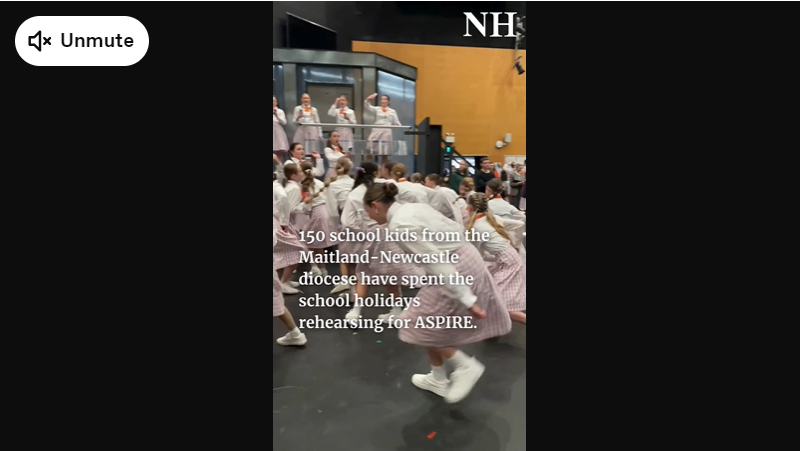 Unmute
NH
150 school kids from the
Maitland-Newcastle
diocese have spent the
school holidays
rehearsing for ASPIRE.